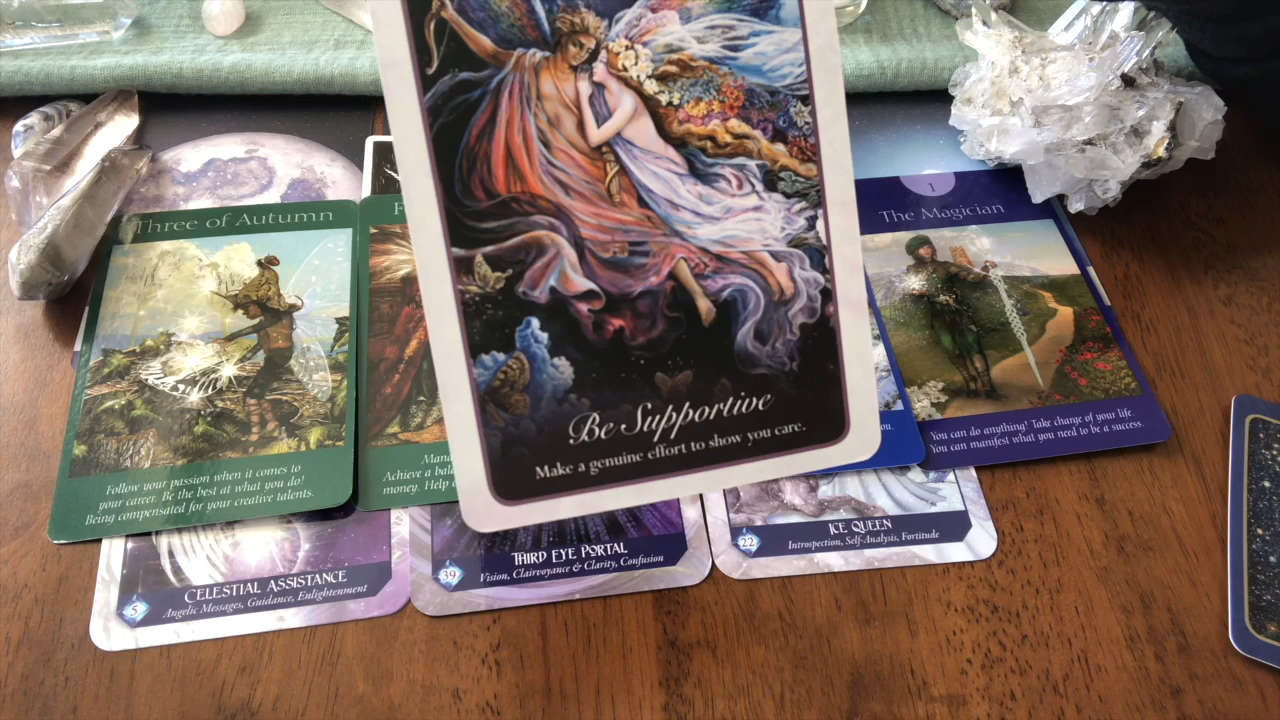 Three of Autumn
Follow your passion when it comes to
your career. Be the best at what you do!
Being compensated for your creative talents.
F
Achieve a
money. Help
Be Supportive
Make a genuine effort to show you care.
you.
1
The Magician
You can do anything! Take charge of your life.
You can manifest what you need to be a success.
5
CELESTIAL ASSISTANCE
Angelic Messages, Guidance, Enlightenment
39
THIRD EYE PORTAL
Vision, Clairvoyance & Clarity, Confusion
22
ICE QUEEN
Introspection, Self-Analysis, Fortitude